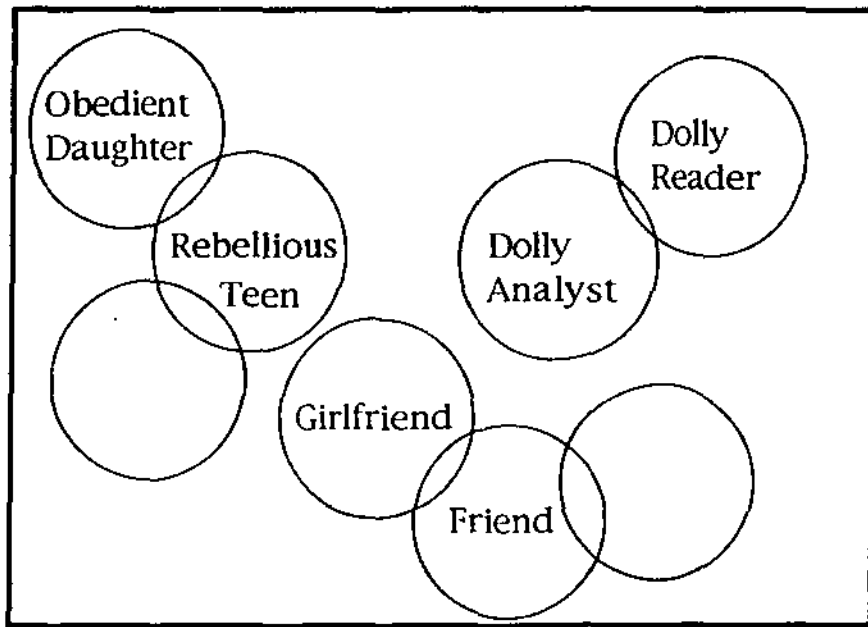 Obedient
Daughter
Dolly
Reader
Rebellious
Teen
Dolly
Analyst
Girlfriend
Friend